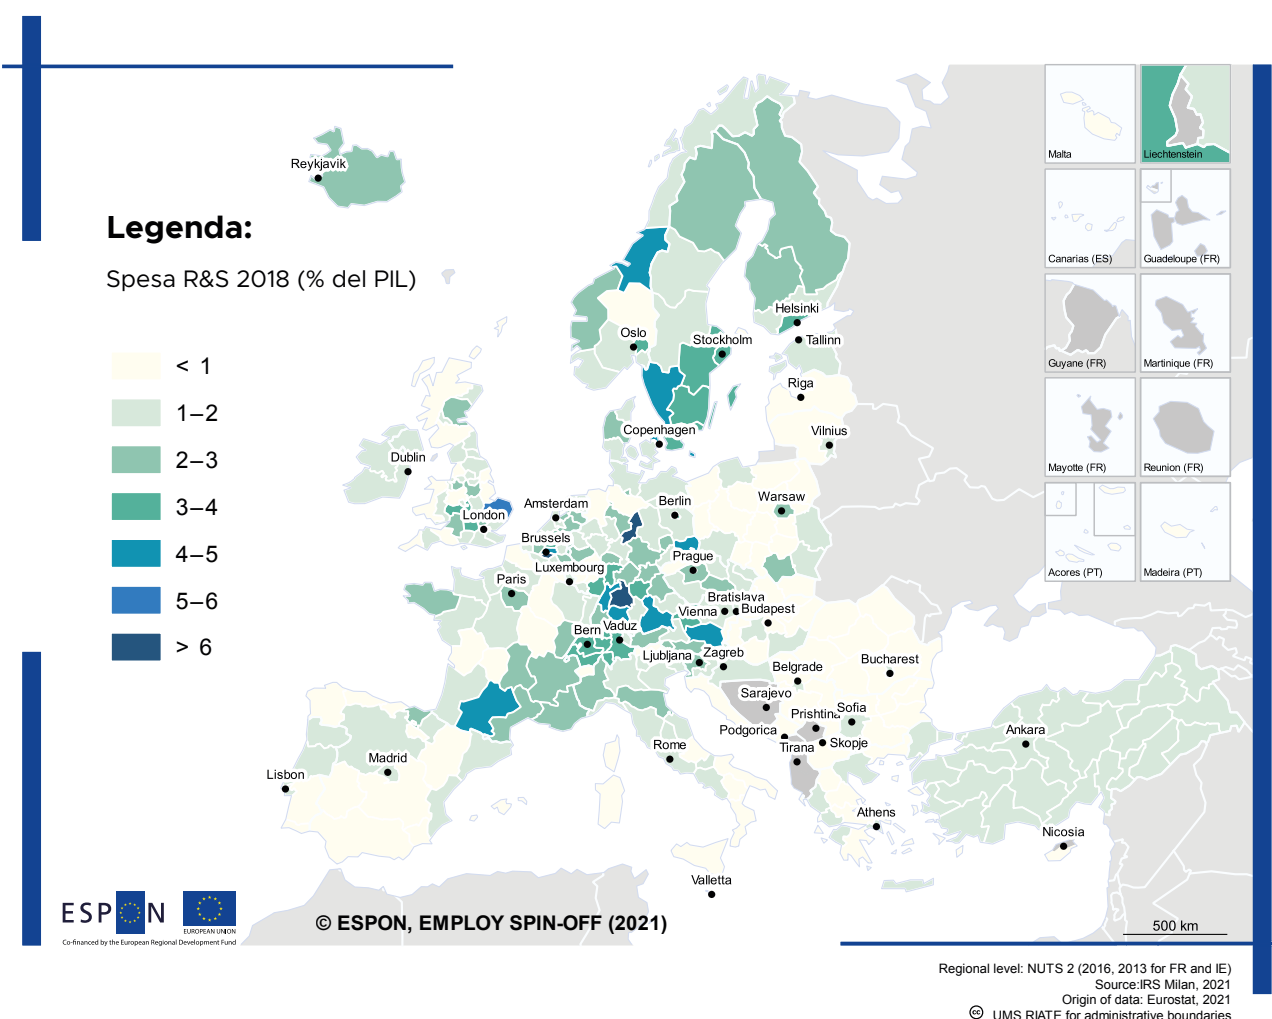 Legenda:
Spesa R&S 2018 (% del PIL)
< 1
1–2
2–3
3–4
4–5
5–6
> 6
Reykjavik
Oslo
Stockholm
Helsinki
Tallinn
Riga
Vilnius
Copenhagen
Dublin
London
Amsterdam
Berlin
Warsaw
Brussels
Prague
Luxembourg
Paris
Bratislava
Vienna
Budapest
Bern
Vaduz
Ljubljana
Zagreb
Belgrade
Bucharest
Sarajevo
Prishtina
Sofia
Podgorica
Skopje
Tirana
Rome
Madrid
Lisbon
Ankara
Athens
Nicosia
Valletta
Malta
Liechtenstein
Canarias (ES)
Guadeloupe (FR)
Guyane (FR)
Martinique (FR)
Mayotte (FR)
Reunion (FR)
Acores (PT)
Madeira (PT)
ESPON
EUROPEAN UNION
Co-financed by the European Regional Development Fund
© ESPON, EMPLOY SPIN-OFF (2021)
500 km
Regional level: NUTS 2 (2016, 2013 for FR and IE)
Source:IRS Milan, 2021
Origin of data: Eurostat, 2021
cc UMS RIATE for administrative boundaries